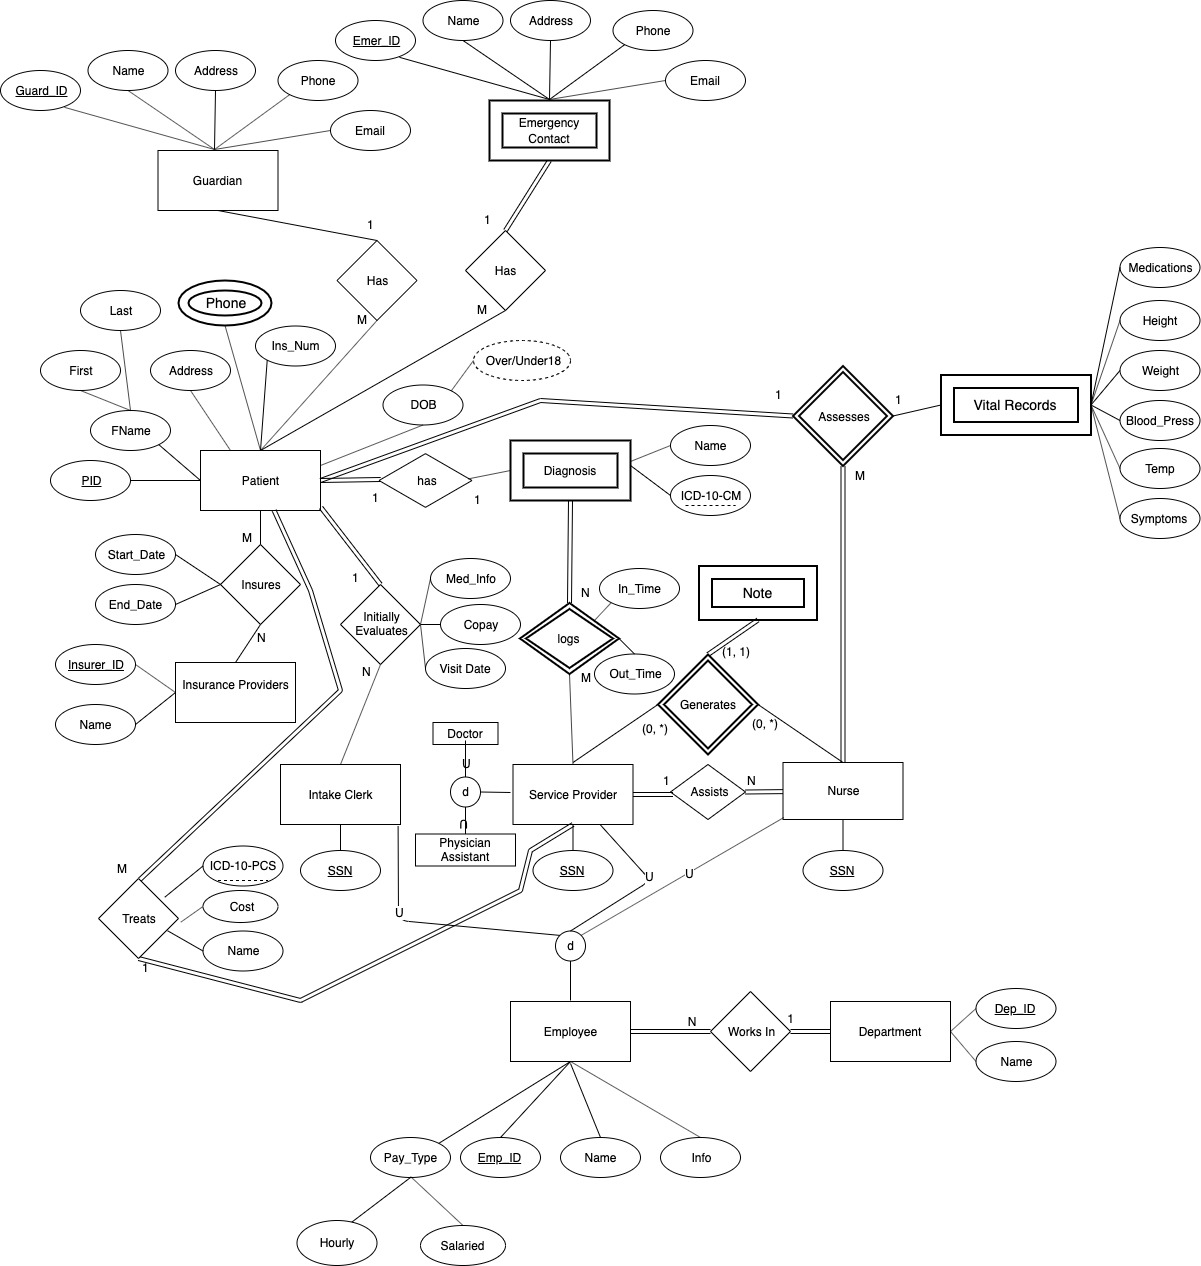 Name
Address
Phone
Emer_ID
Email
Name
Address
Phone
Guard_ID
Email
Emergency
Contact
Guardian
1
1
Has
Has
M
M
Medications
Height
Weight
Blood_Press
Temp
Symptoms
Phone
Last
Ins_Num
First
Address
Over/Under18
DOB
FName
PID
Patient
1
Assesses
1
Vital Records
M
has
1
1
Diagnosis
Name
ICD-10-CM
M
Start_Date
Insures
End_Date
N
Insurer_ID
Insurance Providers
Name
1
Initially
Evaluates
N
Med_Info
Copay
Visit Date
N
In_Time
logs
M
Out_Time
Note
(1, 1)
Generates
(0, *)
(0, *)
Doctor
U
d
U
Physician
Assistant
Intake Clerk
Service Provider
1
Assists
N
Nurse
SSN
SSN
SSN
M
ICD-10-PCS
Cost
Treats
Name
1
U
U
U
d
Employee
N
Works In
1
Department
Dep_ID
Name
Pay_Type
Emp_ID
Name
Info
Hourly
Salaried